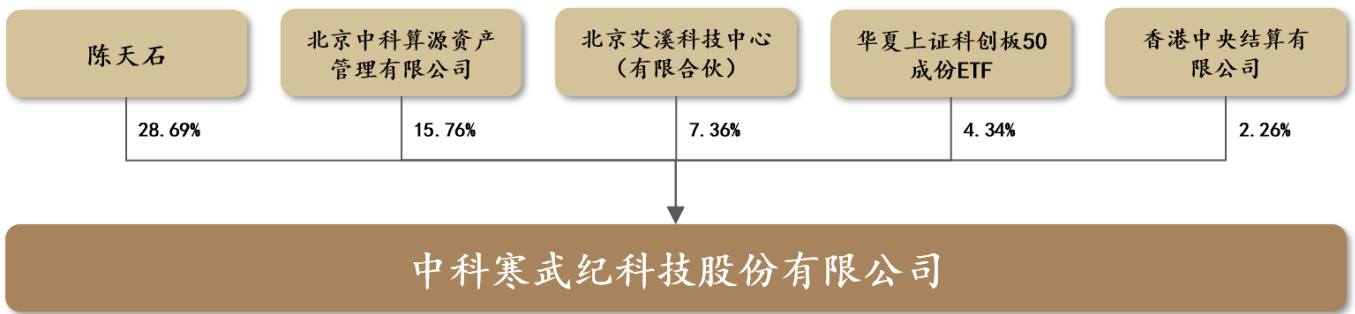 陈天石
北京中科算源资产
管理有限公司
北京艾溪科技中心
（有限合伙）
华夏上证科创板50
成份ETF
香港中央结算有
限公司
28.69%
15.76%
7.36%
4.34%
2.26%
中科寒武纪科技股份有限公司